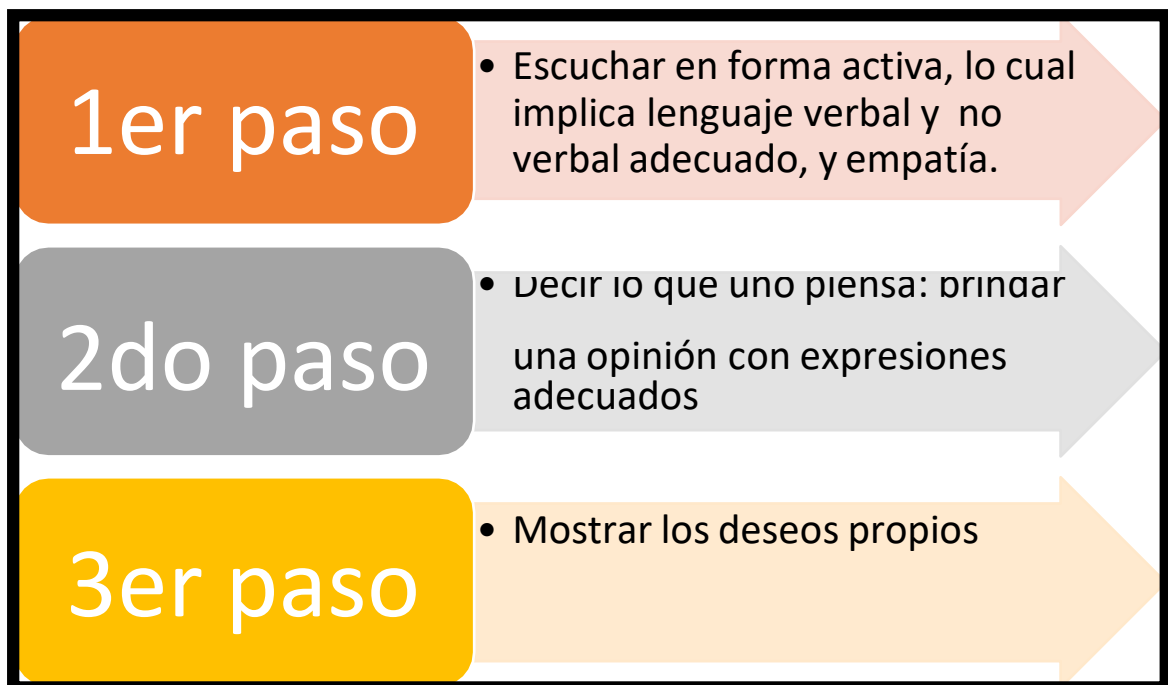 1er paso
• Escuchar en forma activa, lo cual
implica lenguaje verbal y no
verbal adecuado, y empatía.
2do paso
• Decir lo que uno piensa: brindar
una opinión con expresiones
adecuados
3er paso
• Mostrar los deseos propios